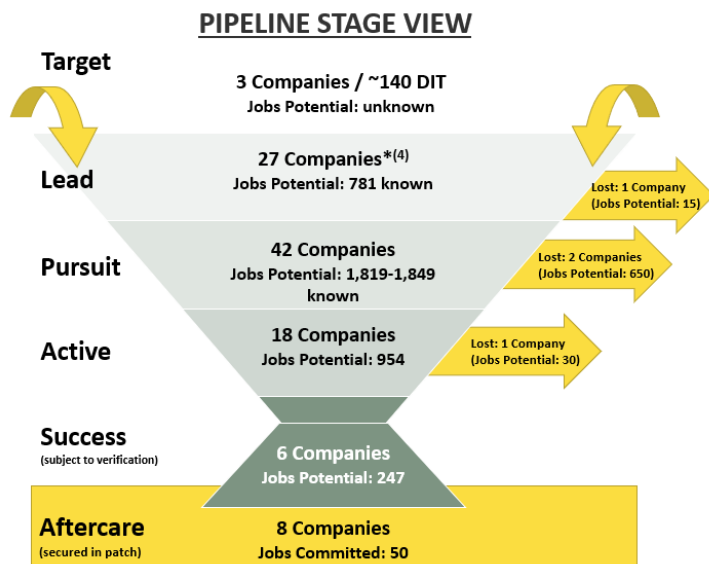 PIPELINE STAGE VIEW
Target
3 Companies / ~140 DIT
Jobs Potential: unknown
Lead
27 Companies*(4)
Jobs Potential: 781 known
Lost: 1 Company
(Jobs Potential: 15)
Pursuit
42 Companies
Jobs Potential: 1,819-1,849
known
Lost: 2 Companies
(Jobs Potential: 650)
Active
18 Companies
Jobs Potential: 954
Lost: 1 Company
(Jobs Potential: 30)
Success
(subject to verification)
6 Companies
Jobs Potential: 247
Aftercare
(secured in patch)
8 Companies
Jobs Committed: 50